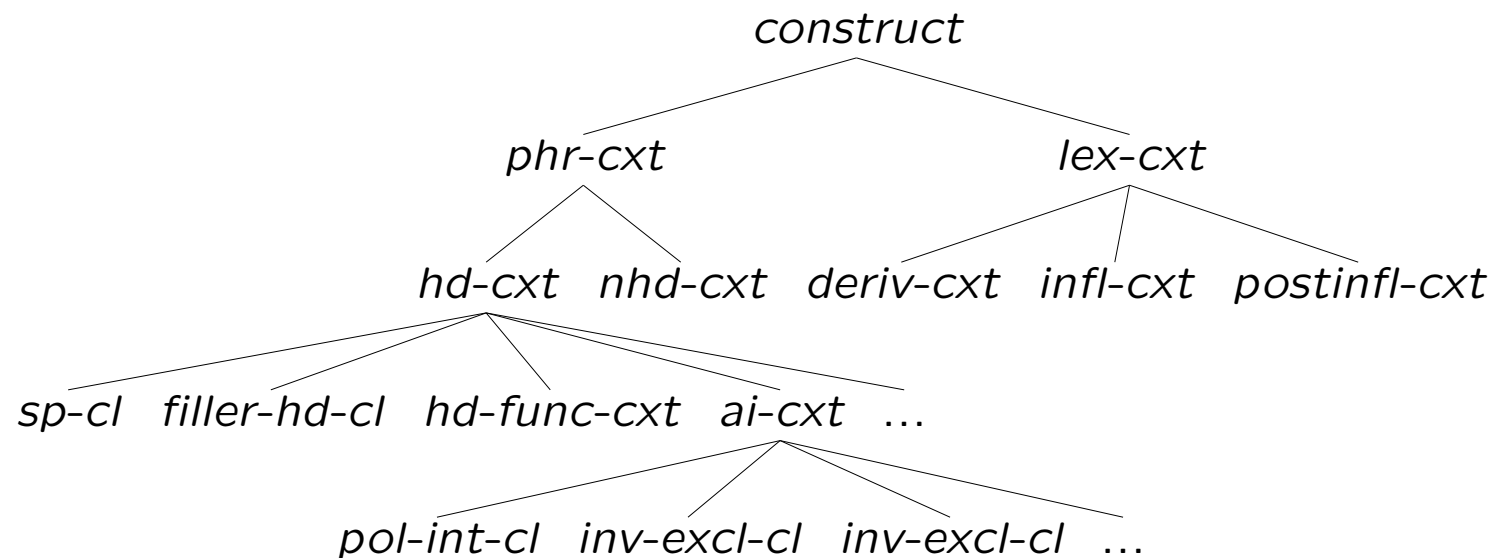 construct
phr-cxt lex-cxt
hd-cxt nhd-cxt deriv-cxt infl-cxt postinfl-cxt
sp-cl filler-hd-cl hd-func-cxt ai-cxt ...
pol-int-cl inv-excl-cl inv-excl-cl ...